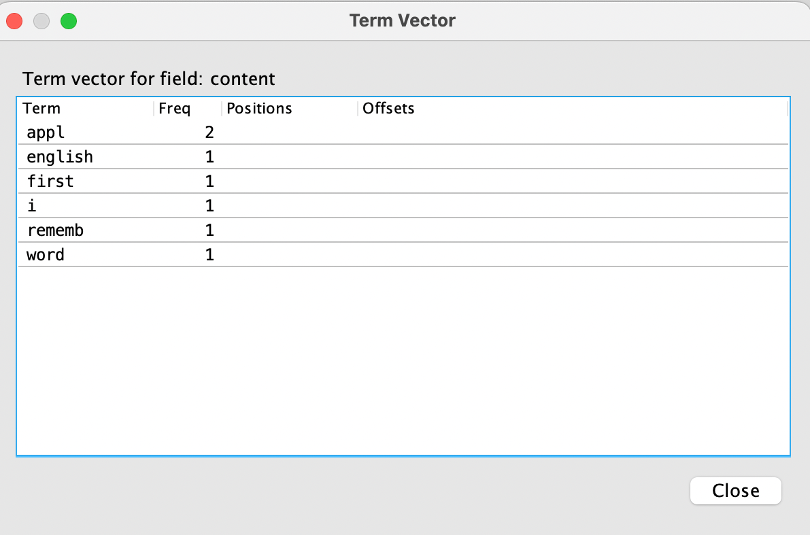 Term Vector
Term vector for field: content
Term Freq Positions Offsets
appl 2
english 1
first 1
i 1
rememb 1
word 1
Close